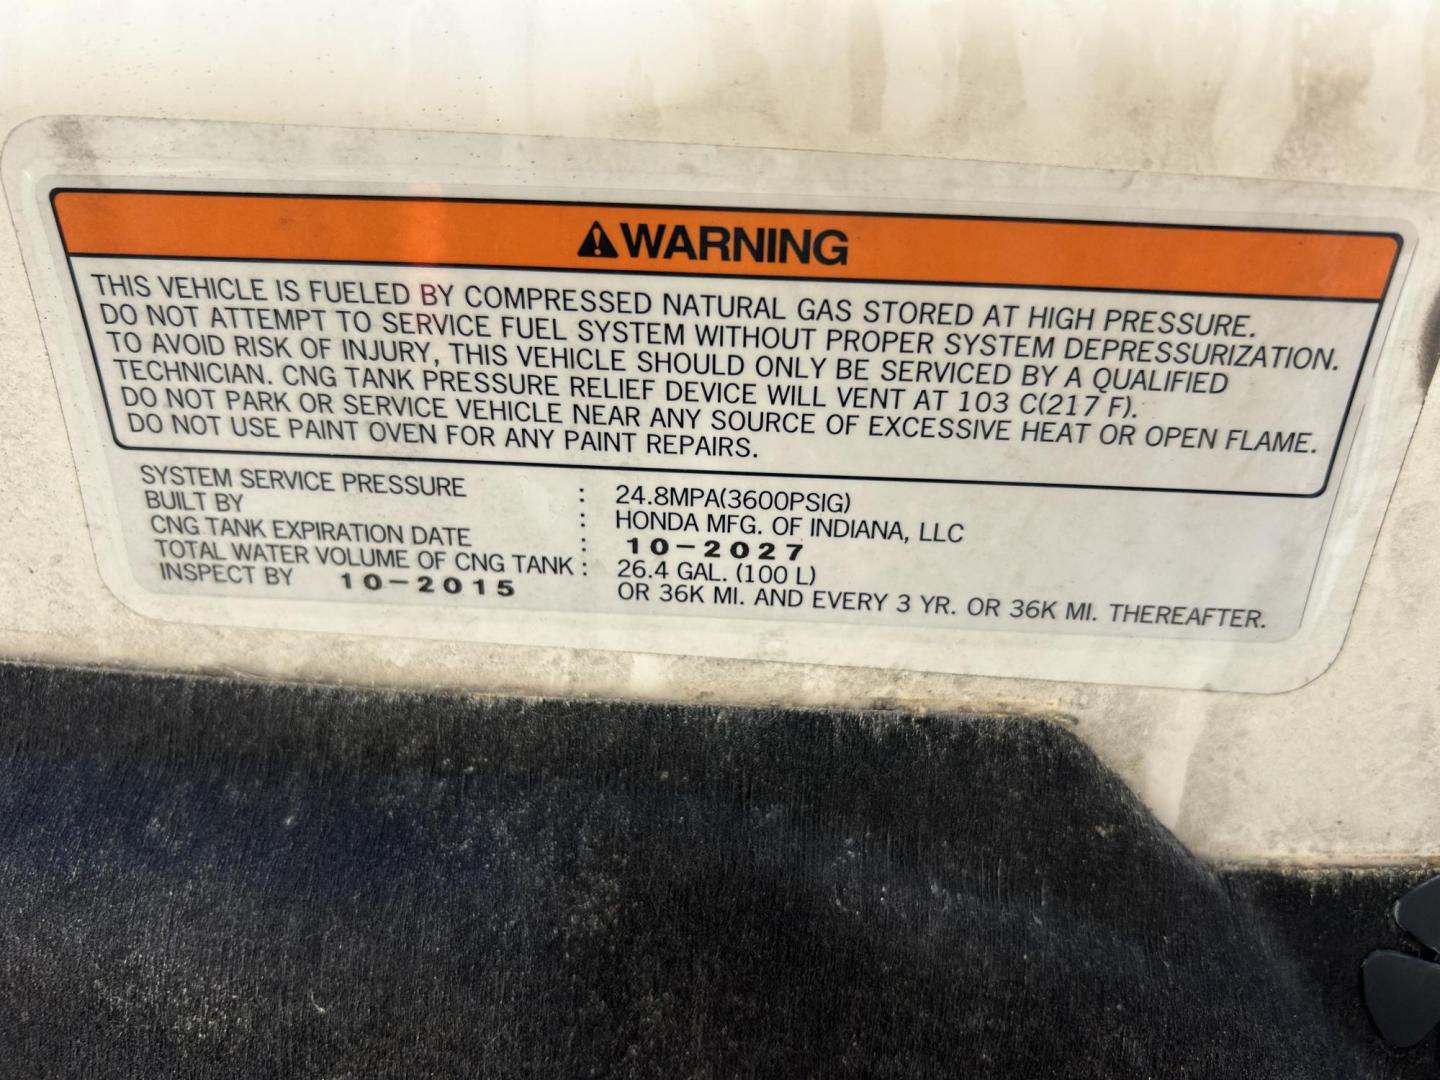 WARNING
THIS VEHICLE IS FUELED BY COMPRESSED NATURAL GAS STORED AT HIGH PRESSURE.
DO NOT ATTEMPT TO SERVICE FUEL SYSTEM WITHOUT PROPER SYSTEM DEPRESSURIZATION.
TO AVOID RISK OF INJURY, THIS VEHICLE SHOULD ONLY BE SERVICED BY A QUALIFIED
TECHNICIAN. CNG TANK PRESSURE RELIEF DEVICE WILL VENT AT 103 C(217 F).
DO NOT PARK OR SERVICE VEHICLE NEAR ANY SOURCE OF EXCESSIVE HEAT OR OPEN FLAME.
DO NOT USE PAINT OVEN FOR ANY PAINT REPAIRS.
SYSTEM SERVICE PRESSURE : 24.8MPA(3600PSIG)
BUILT BY : HONDA MFG. OF INDIANA, LLC
CNG TANK EXPIRATION DATE : 10-2027
TOTAL WATER VOLUME OF CNG TANK : 26.4 GAL. (100 L)
INSPECT BY 10-2015 OR 36K MI. AND EVERY 3 YR. OR 36K MI. THEREAFTER.